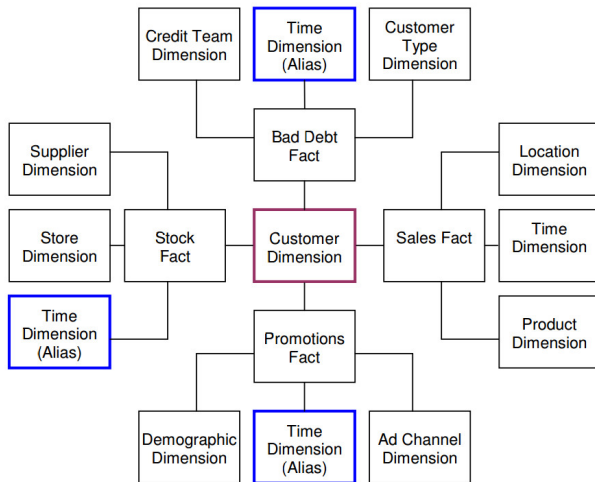 Credit Team
Dimension
Time
Dimension
(Alias)
Customer
Type
Dimension
Bad Debt
Fact
Supplier
Dimension
Location
Dimension
Store
Dimension
Stock
Fact
Customer
Dimension
Sales Fact
Time
Dimension
Time
Dimension
(Alias)
Promotions
Fact
Product
Dimension
Demographic
Dimension
Time
Dimension
(Alias)
Ad Channel
Dimension